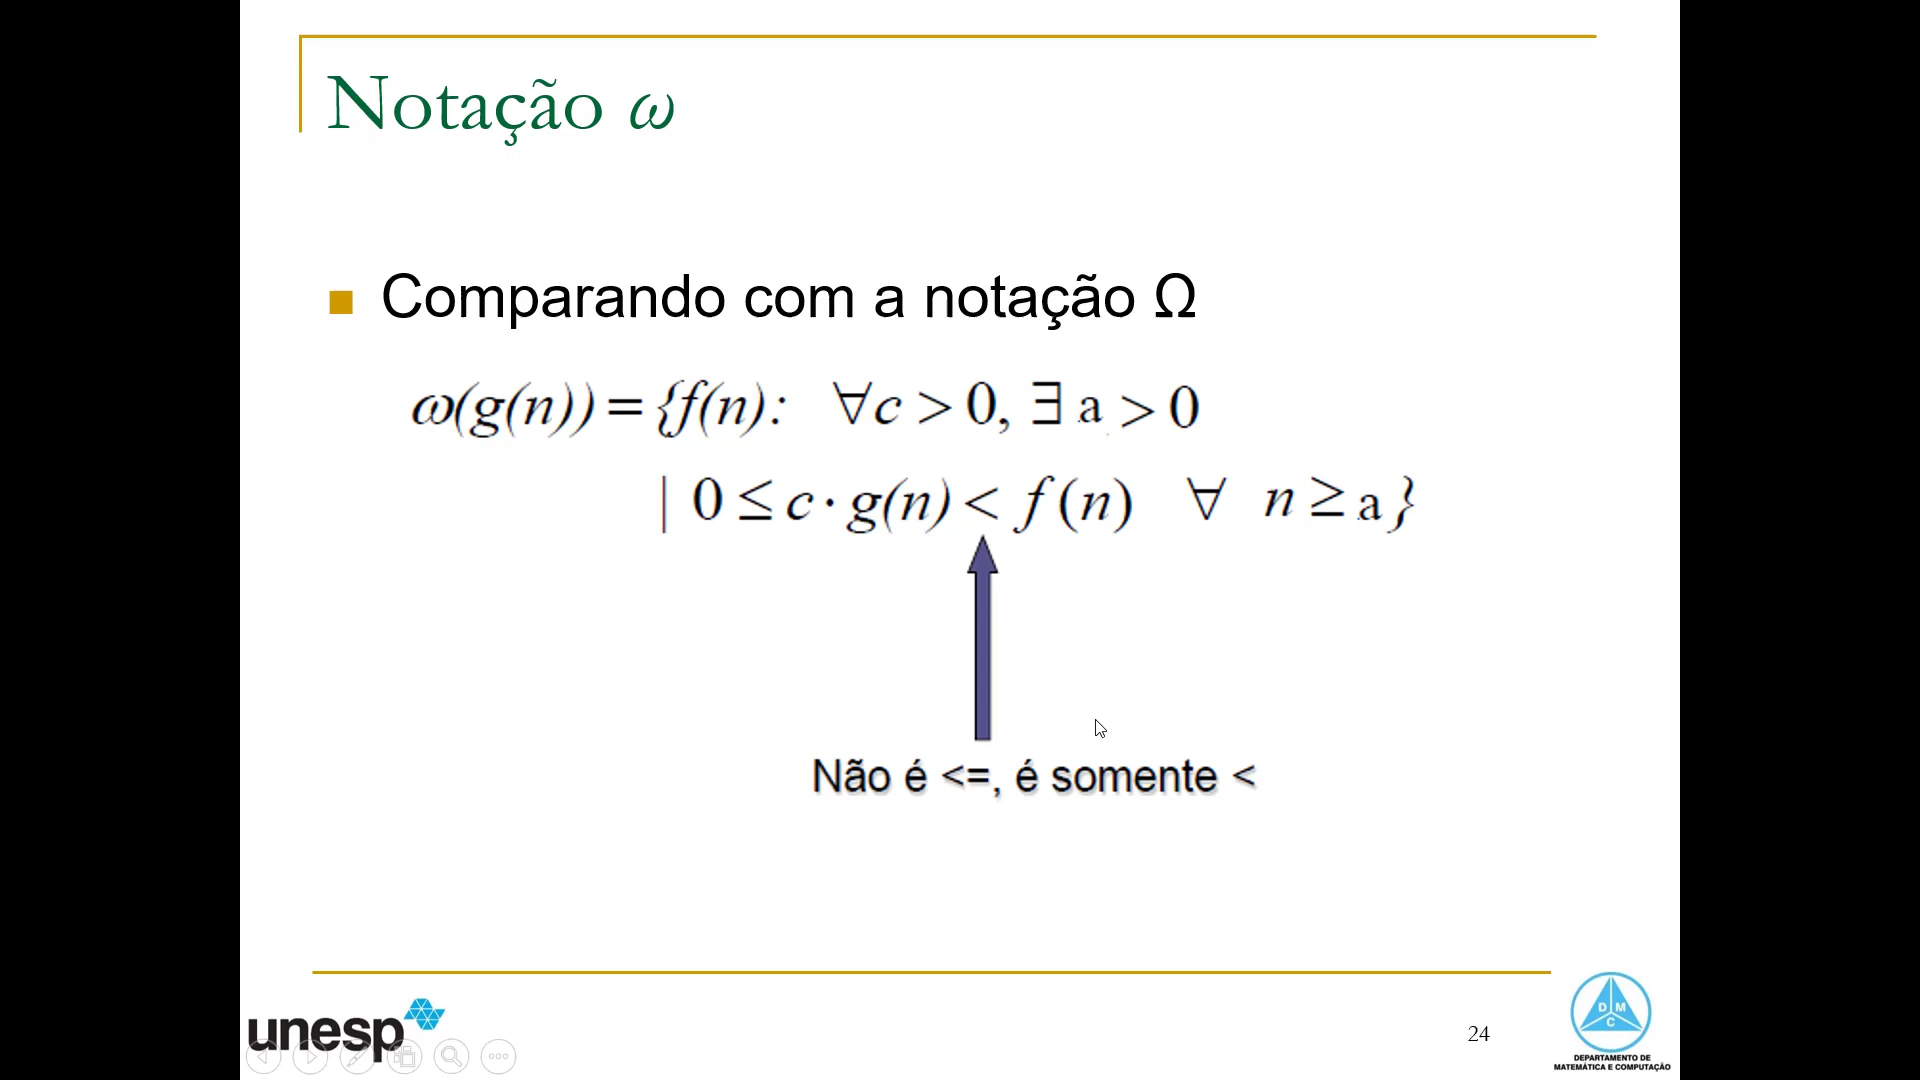 Notação ω
Comparando com a notação Ω
ω(g(n)) = {f(n): ∀c > 0, ∃ a > 0
| 0 ≤ c · g(n) < f(n) ∀ n ≥ a}
Não é <=, é somente <
unesp
24
D M
C
DEPARTAMENTO DE
MATEMÁTICA E COMPUTAÇÃO